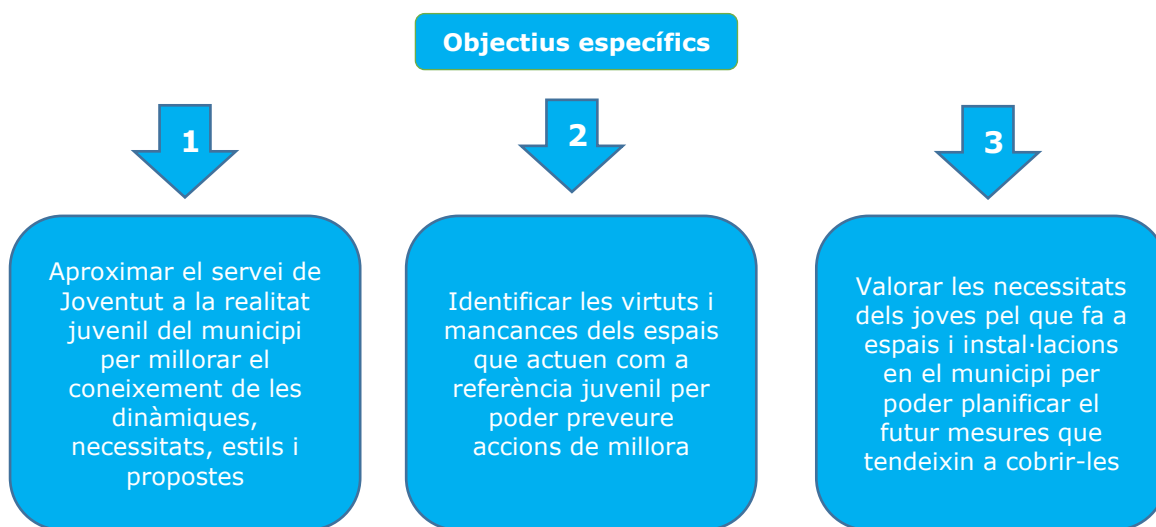 Objectius específics
1
2
3
Aproximar el servei de
Joventut a la realitat
juvenil del municipi
per millorar el
coneixement de les
dinàmiques,
necessitats, estils i
propostes
Identificar les virtuts i
mancances dels espais
que actuen com a
referència juvenil per
poder preveure
accions de millora
Valorar les necessitats
dels joves pel que fa a
espais i instal·lacions
en el municipi per
poder planificar el
futur mesures que
tendeixin a cobrir-les